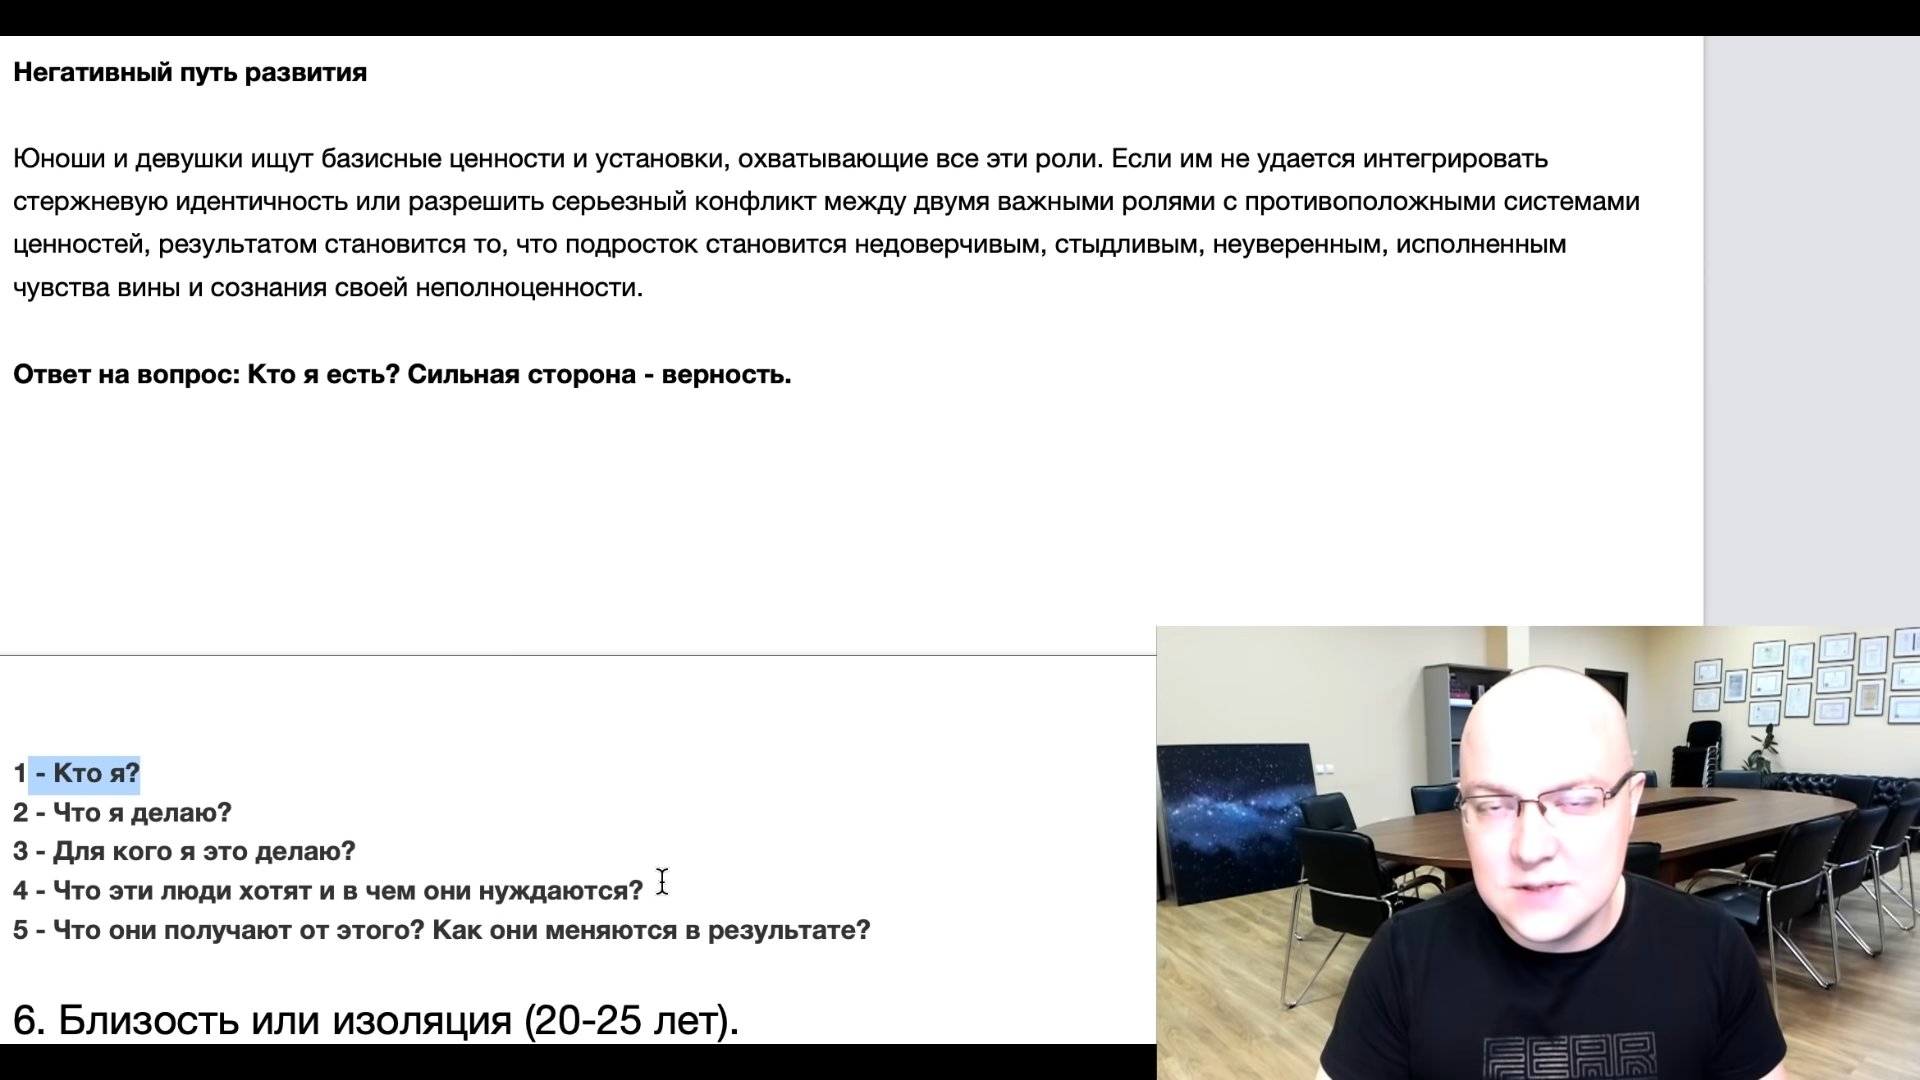 Негативный путь развития
Юноши и девушки ищут базисные ценности и установки, охватывающие все эти роли. Если им не удается интегрировать
стержневую идентичность или разрешить серьезный конфликт между двумя важными ролями с противоположными системами
ценностей, результатом становится то, что подросток становится недоверчивым, стыдливым, неуверенным, исполненным
чувства вины и сознания своей неполноценности.
Ответ на вопрос: Кто я есть? Сильная сторона - верность.
1 - Кто я?
2 - Что я делаю?
3 - Для кого я это делаю?
4 - Что эти люди хотят и в чем они нуждаются?
5 - Что они получают от этого? Как они меняются в результате?
6. Близость или изоляция (20-25 лет).
FEAR